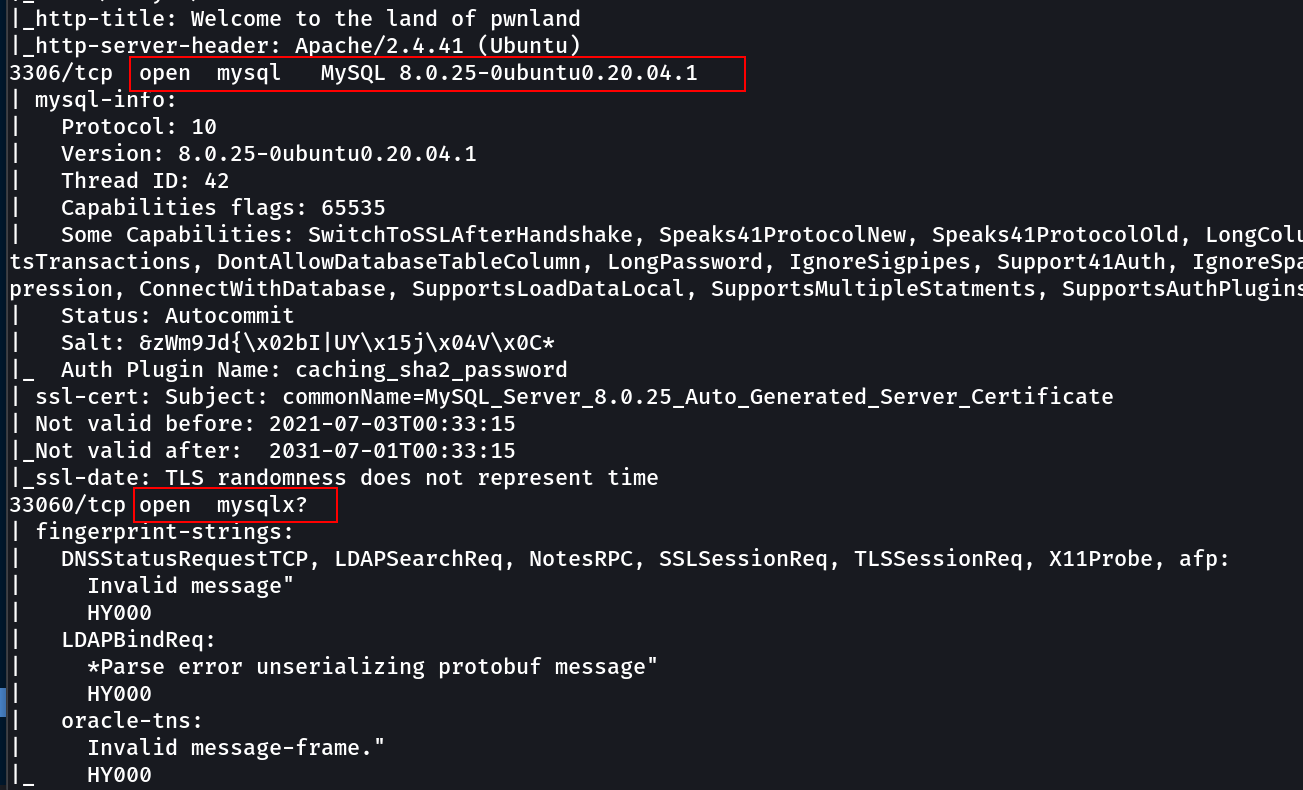 |_http-title: Welcome to the land of pwnland
|_http-server-header: Apache/2.4.41 (Ubuntu)
3306/tcp open mysql MySQL 8.0.25-0ubuntu0.20.04.1
| mysql-info:
| Protocol: 10
| Version: 8.0.25-0ubuntu0.20.04.1
| Thread ID: 42
| Capabilities flags: 65535
| Some Capabilities: SwitchToSSLAfterHandshake, Speaks41ProtocolNew, Speaks41ProtocolOld, LongColu
tsTransactions, DontAllowDatabaseTableColumn, LongPassword, IgnoreSigpipes, Support41Auth, IgnoreSpa
pression, ConnectWithDatabase, SupportsLoadDataLocal, SupportsMultipleStatments, SupportsAuthPlugins
| Status: Autocommit
| Salt: &zWm9Jd{\x02bI|UY\x15j\x04V\x0C*
|_ Auth Plugin Name: caching_sha2_password
| ssl-cert: Subject: commonName=MySQL_Server_8.0.25_Auto_Generated_Server_Certificate
| Not valid before: 2021-07-03T00:33:15
|_Not valid after: 2031-07-01T00:33:15
|_ssl-date: TLS randomness does not represent time
33060/tcp open mysqlx?
| fingerprint-strings:
| DNSStatusRequestTCP, LDAPSearchReq, NotesRPC, SSLSessionReq, TLSSessionReq, X11Probe, afp:
| Invalid message"
| HY000
| LDAPBindReq:
| *Parse error unserializing protobuf message"
| HY000
| oracle-tns:
| Invalid message-frame."
|_ HY000